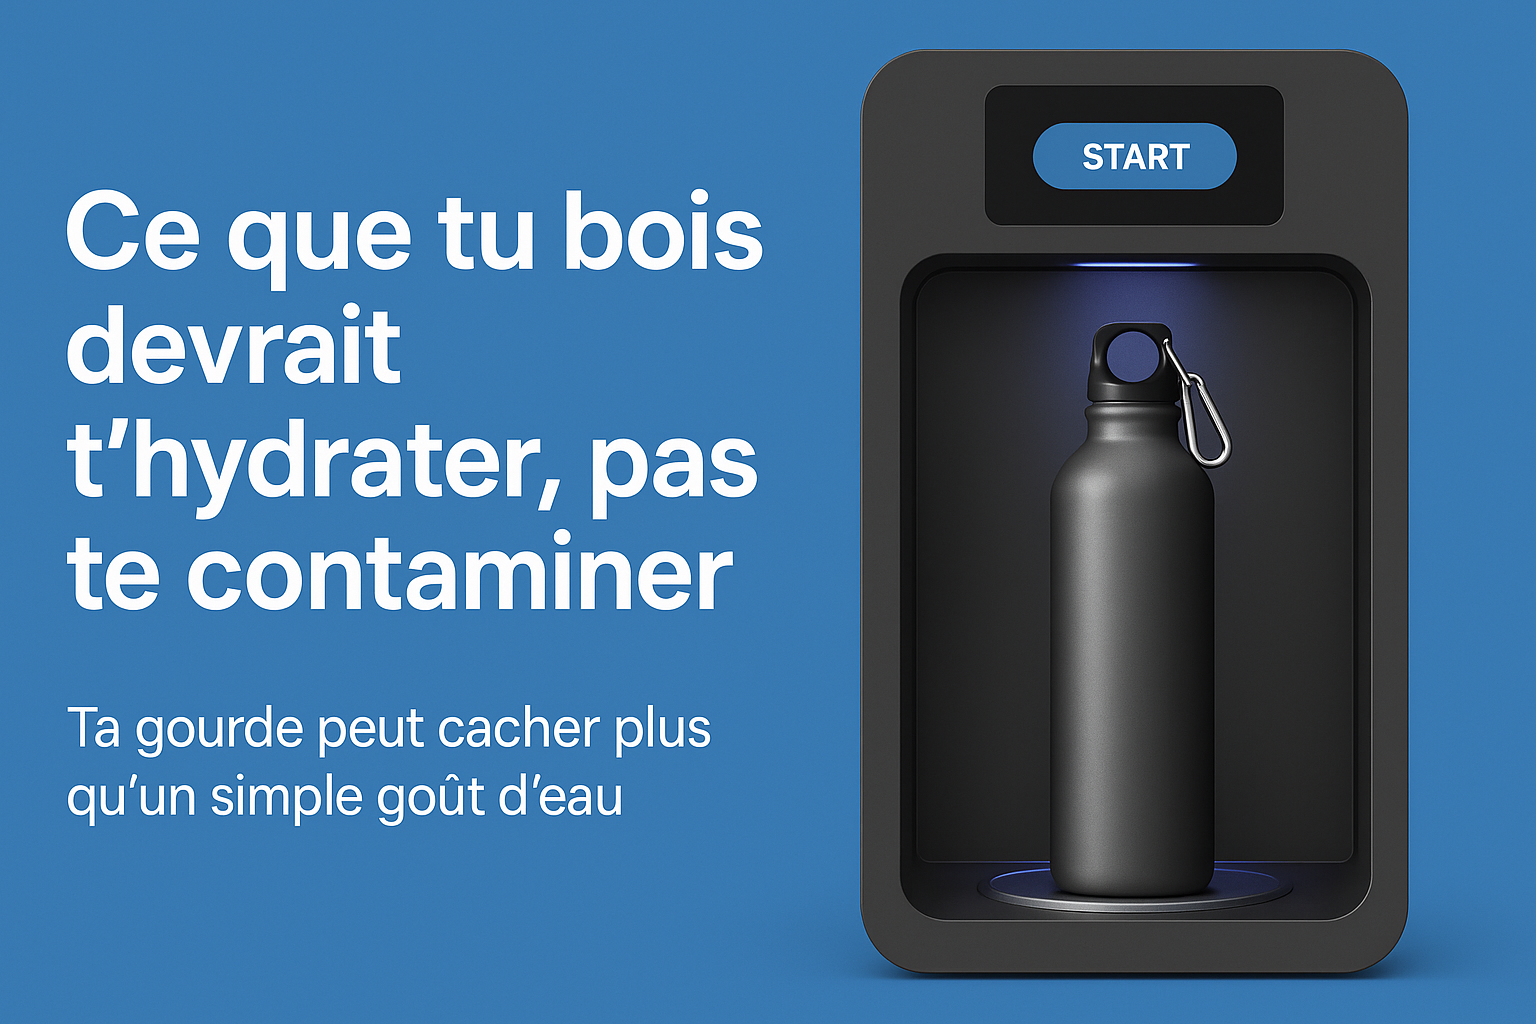 Ce que tu bois
devrait
t’hydrater, pas
te contaminer
Ta gourde peut cacher plus
qu’un simple goût d’eau
START